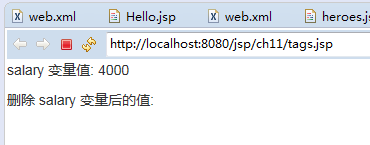 web.xml Hello.jsp web.xml heroes.j
http://localhost:8080/jsp/ch11/tags.jsp
salary 变量值: 4000
删除 salary 变量后的值: